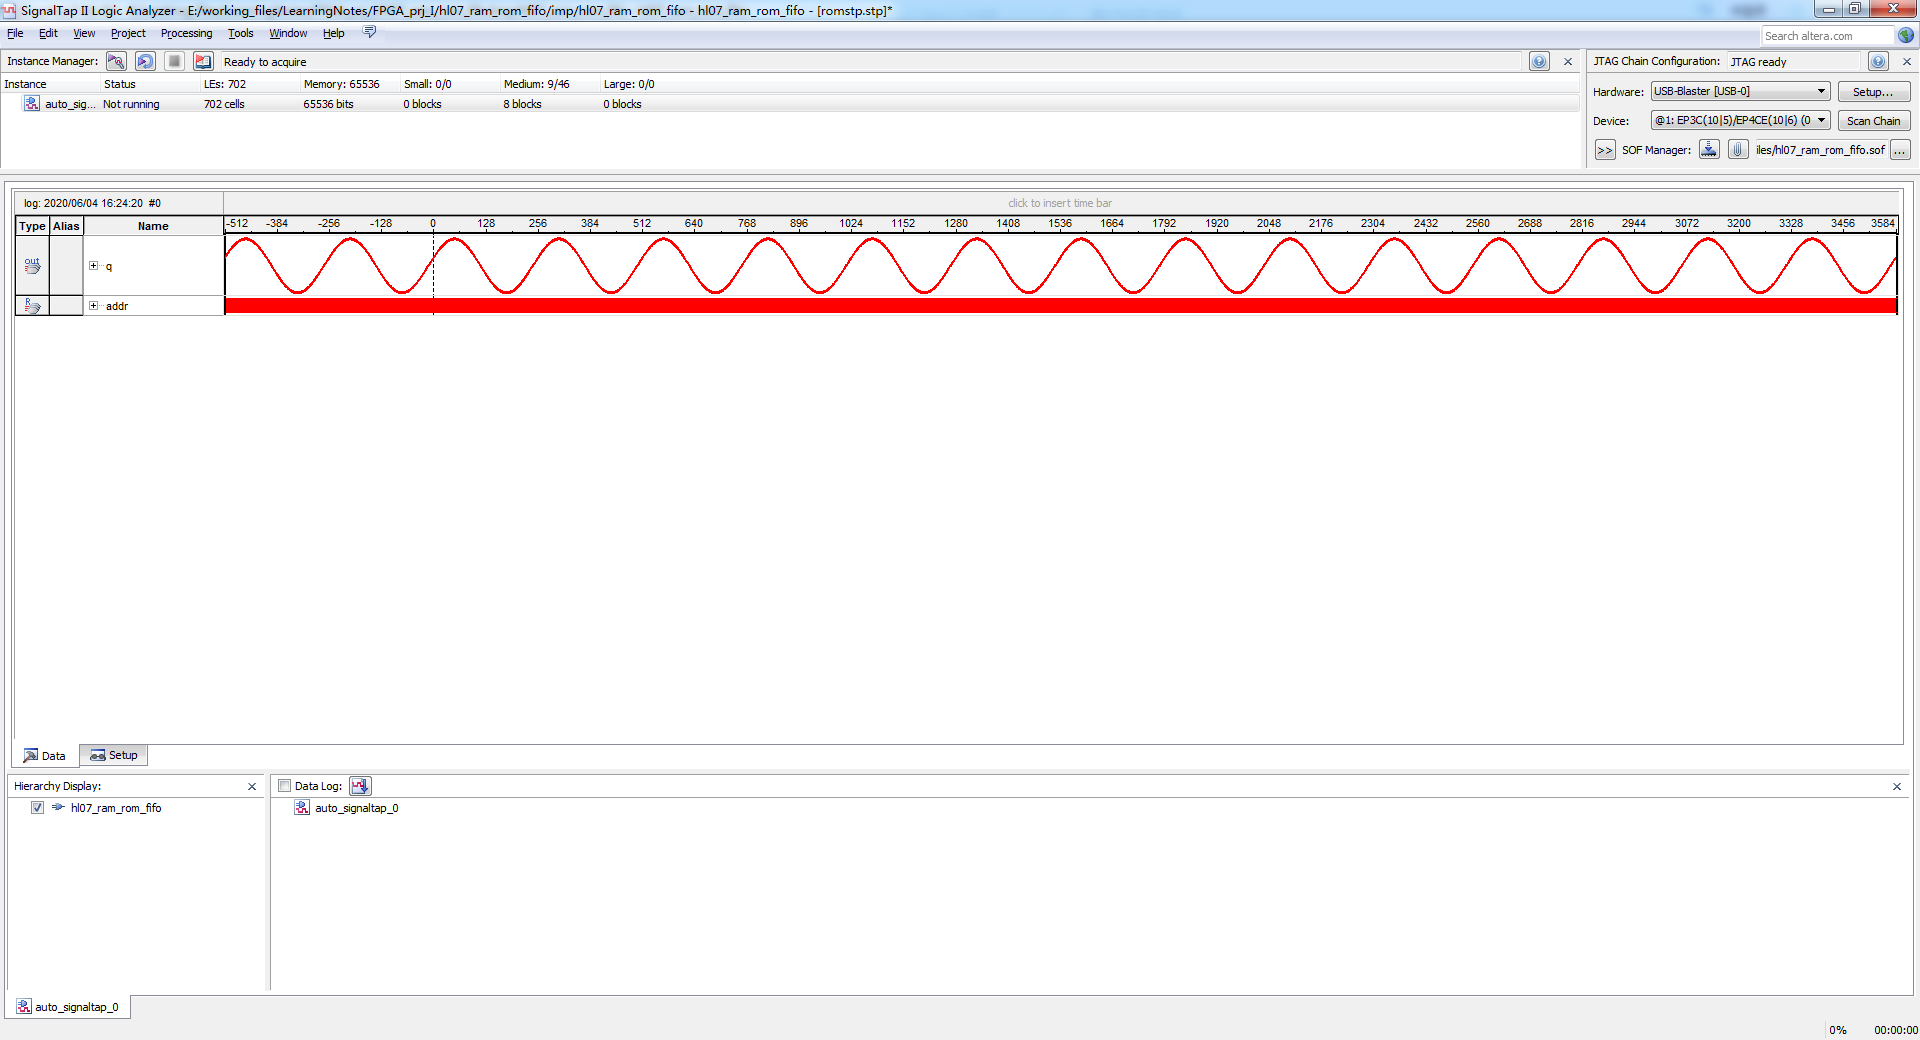 SignalTap II Logic Analyzer - E:/working_files/LearningNotes/FPGA_prj_I/hl07_ram_rom_fifo/imp/hl07_ram_rom_fifo - hl07_ram_rom_fifo - [romstp.stp]*
File Edit View Project Processing Tools Window Help
Search altera.com
Instance Manager: Ready to acquire
Instance Status LEs: 702 Memory: 65536 Small: 0/0 Medium: 9/46 Large: 0/0
auto_sig... Not running 702 cells 65536 bits 0 blocks 8 blocks 0 blocks
JTAG Chain Configuration: JTAG ready
Hardware: USB-Blaster [USB-0] Setup...
Device: @1: EP3C(10|5)/EP4CE(10|6) (0 Scan Chain
>> SOF Manager: iles/hl07_ram_rom_fifo.sof ...
log: 2020/06/04 16:24:20 #0
click to insert time bar
Type Alias Name
-512 -384 -256 -128 0 128 256 384 512 640 768 896 1024 1152 1280 1408 1536 1664 1792 1920 2048 2176 2304 2432 2560 2688 2816 2944 3072 3200 3328 3456 3584
out q
R addr
Data Setup
Hierarchy Display:
hl07_ram_rom_fifo
Data Log:
auto_signaltap_0
auto_signaltap_0
0% 00:00:00